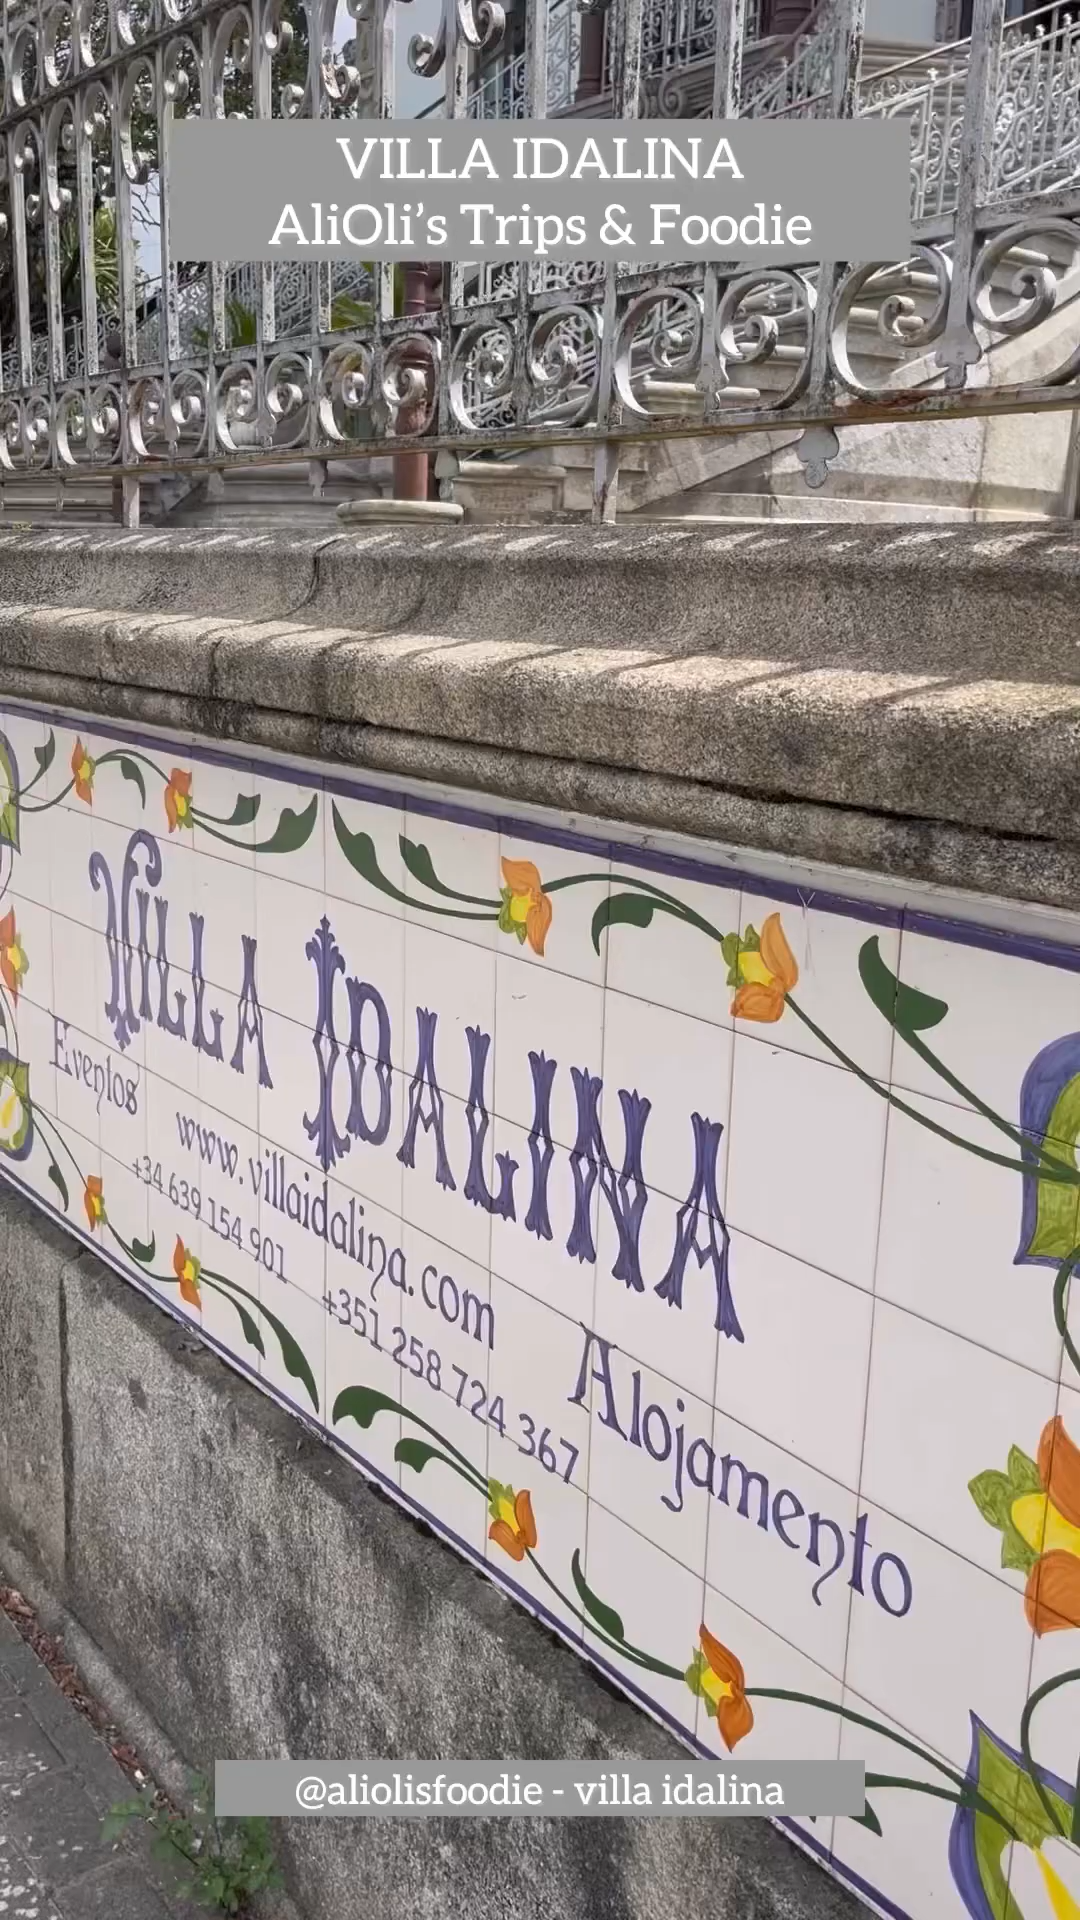 VILLA IDALINA
AliOli’s Trips & Foodie
VILLA IDALINA
Eventos
www.villaidalina.com
+34 639 154 901
+351 258 724 367
Alojamento
@aliolisfoodie - villa idalina